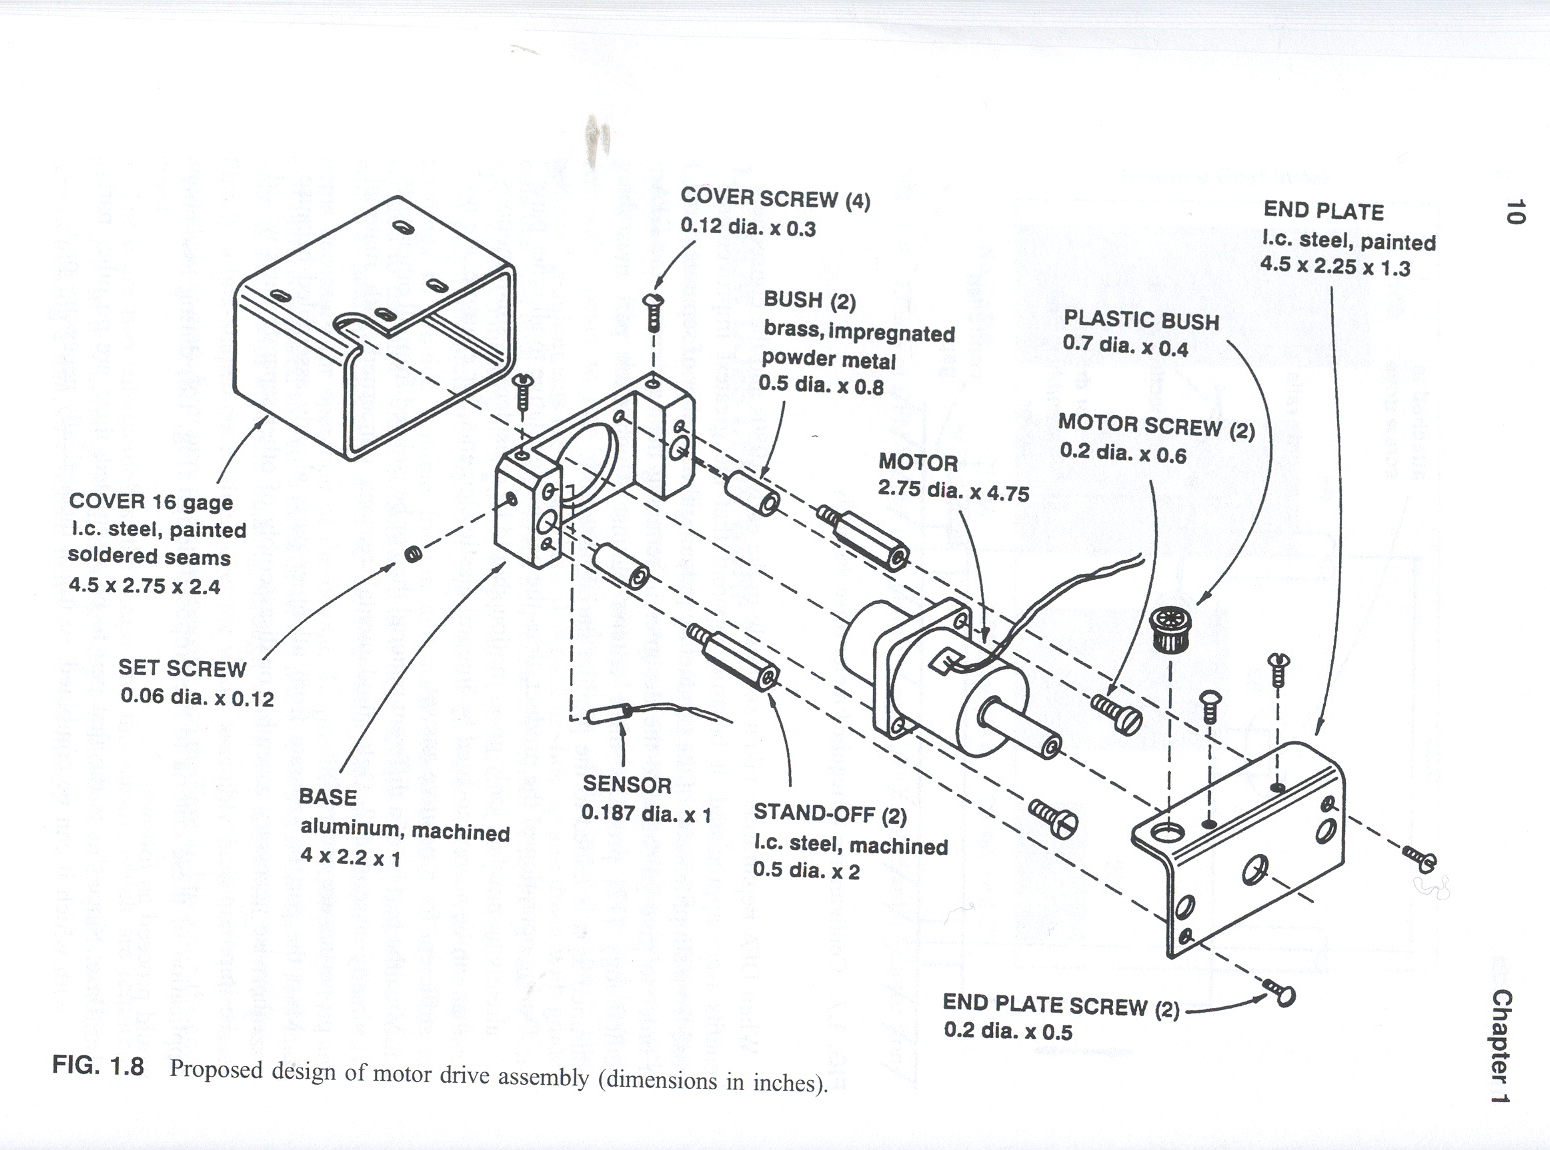 10
Chapter 1
COVER SCREW (4)
0.12 dia. x 0.3
END PLATE
l.c. steel, painted
4.5 x 2.25 x 1.3
BUSH (2)
brass, impregnated
powder metal
0.5 dia. x 0.8
PLASTIC BUSH
0.7 dia. x 0.4
MOTOR SCREW (2)
0.2 dia. x 0.6
MOTOR
2.75 dia. x 4.75
COVER 16 gage
l.c. steel, painted
soldered seams
4.5 x 2.75 x 2.4
SET SCREW
0.06 dia. x 0.12
BASE
aluminum, machined
4 x 2.2 x 1
SENSOR
0.187 dia. x 1
STAND-OFF (2)
l.c. steel, machined
0.5 dia. x 2
END PLATE SCREW (2)
0.2 dia. x 0.5
FIG. 1.8 Proposed design of motor drive assembly (dimensions in inches).